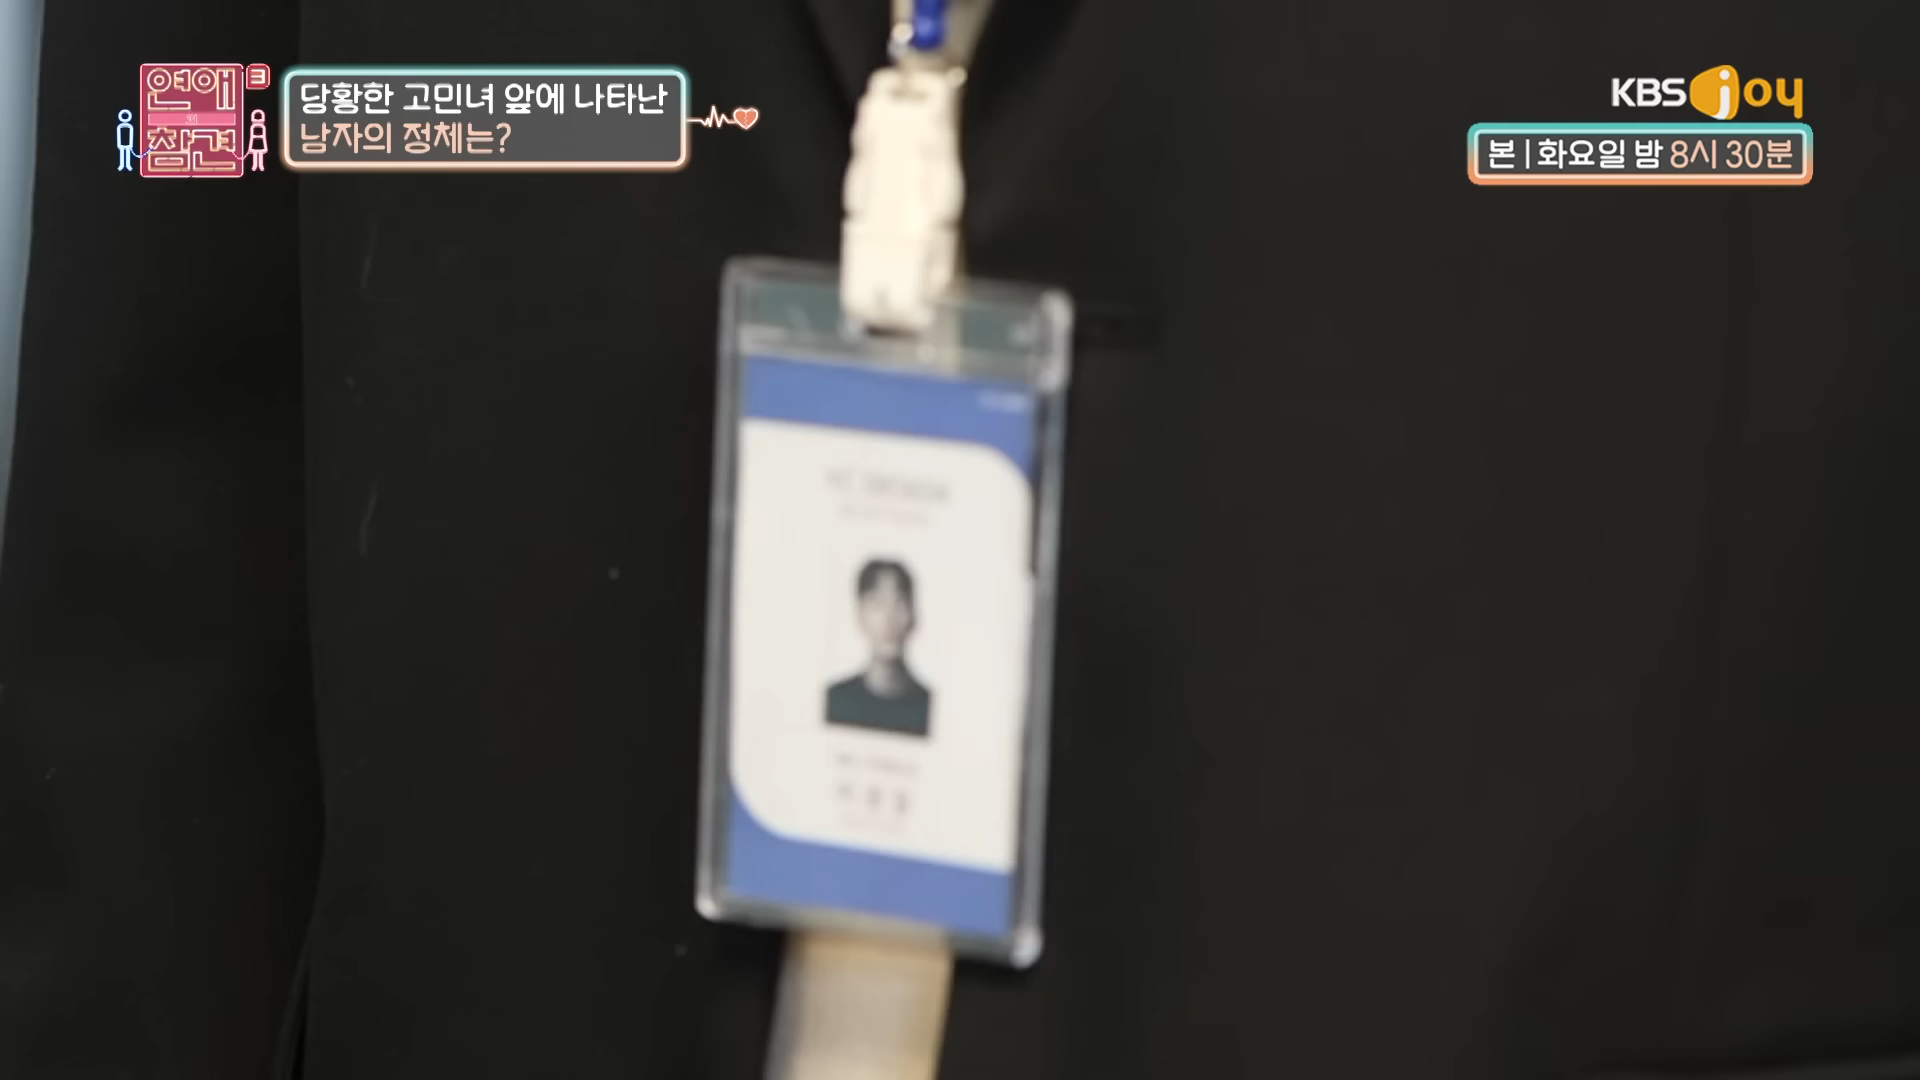 연애의 참견 3
당황한 고민녀 앞에 나타난
남자의 정체는?
KBS joy
본 | 화요일 밤 8시 30분